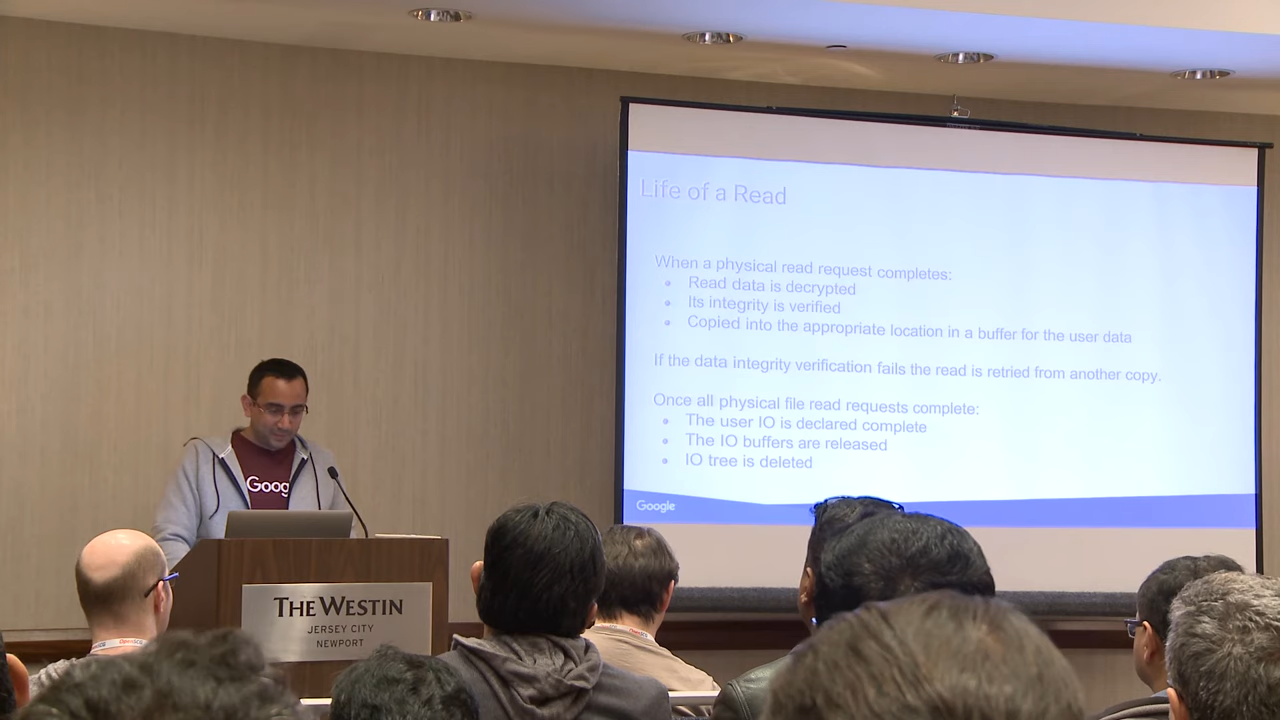 Life of a Read
When a physical read request completes:
Read data is decrypted
Its integrity is verified
Copied into the appropriate location in a buffer for the user data
If the data integrity verification fails the read is retried from another copy.
Once all physical file read requests complete:
The user IO is declared complete
The IO buffers are released
IO tree is deleted
Google
Goog
THE WESTIN
JERSEY CITY
NEWPORT